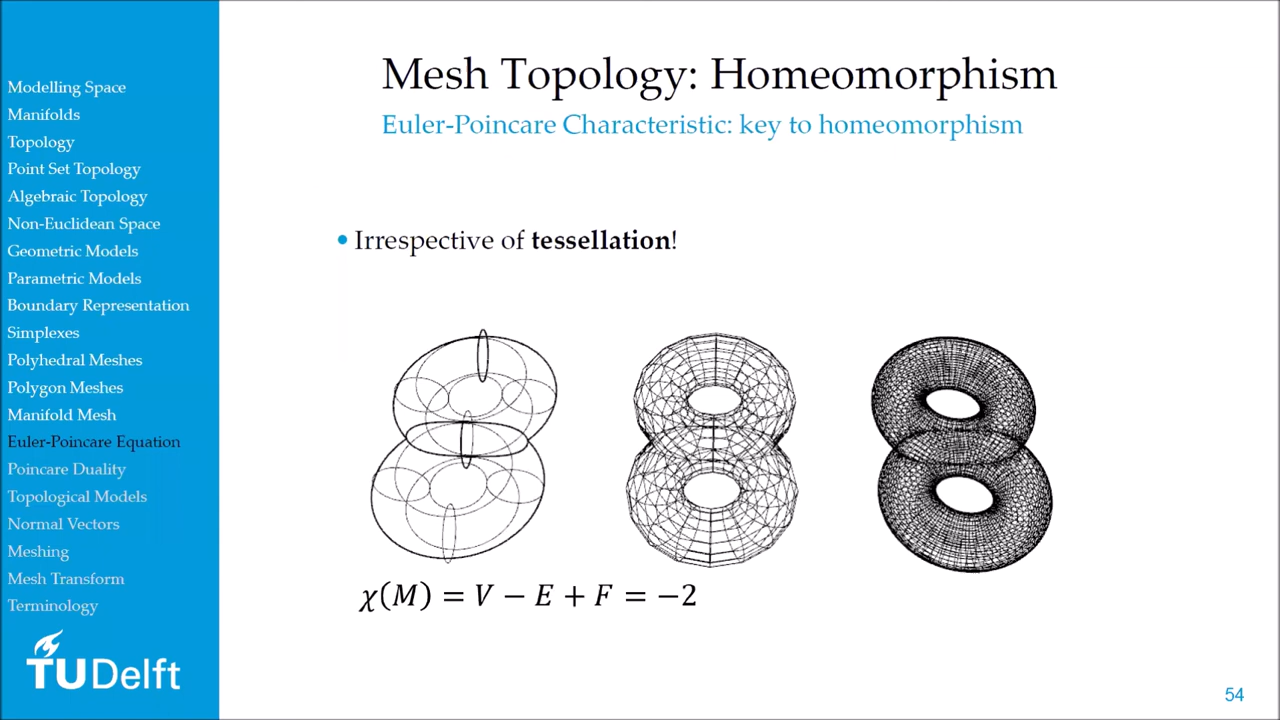 Mesh Topology: Homeomorphism
Euler-Poincare Characteristic: key to homeomorphism
Modelling Space
Manifolds
Topology
Point Set Topology
Algebraic Topology
Non-Euclidean Space
Geometric Models
Parametric Models
Boundary Representation
Simplexes
Polyhedral Meshes
Polygon Meshes
Manifold Mesh
Euler-Poincare Equation
Poincare Duality
Topological Models
Normal Vectors
Meshing
Mesh Transform
Terminology
TUDelft
• Irrespective of tessellation!
χ(M) = V − E + F = −2
54